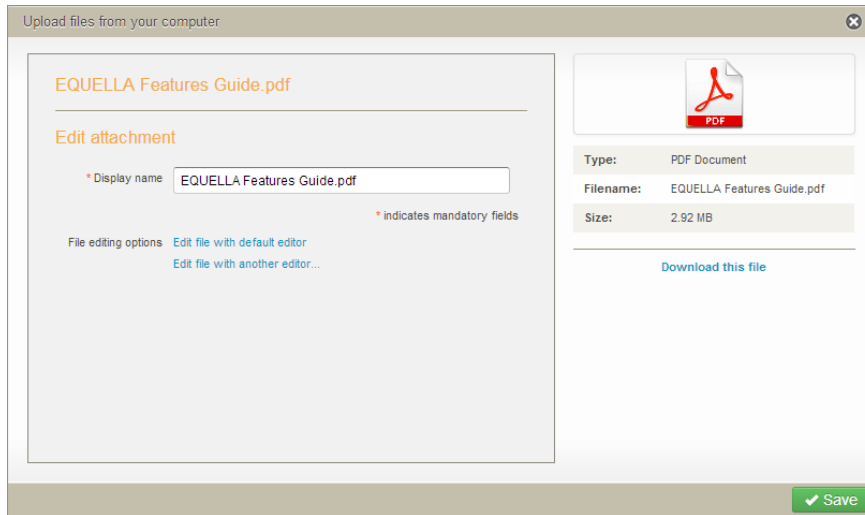 Upload files from your computer
EQUELLA Features Guide.pdf
Edit attachment
* Display name EQUELLA Features Guide.pdf
* indicates mandatory fields
File editing options Edit file with default editor
Edit file with another editor...
PDF
Type: PDF Document
Filename: EQUELLA Features Guide.pdf
Size: 2.92 MB
Download this file
Save